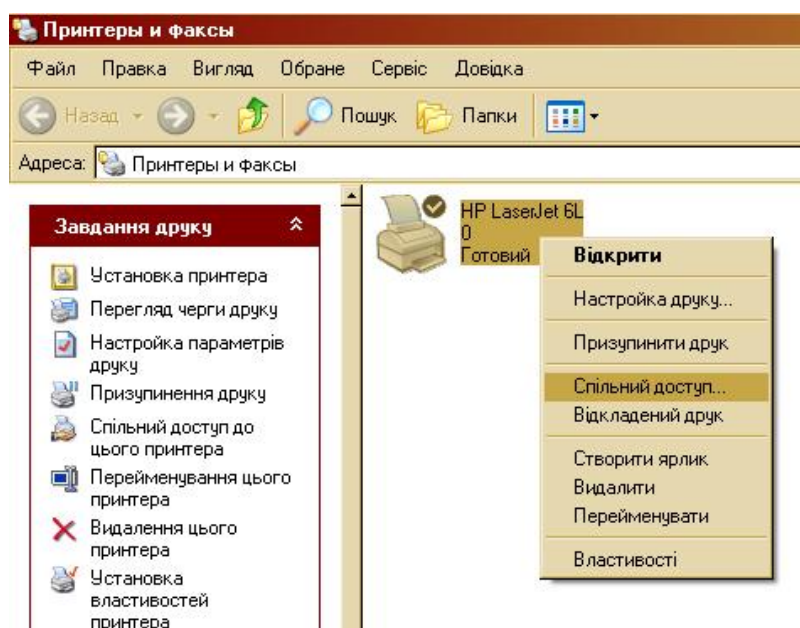 Принтеры и факсы
Файл Правка Вигляд Обране Сервіс Довідка
Назад Пошук Папки
Адреса: Принтеры и факсы
Завдання друку
Установка принтера
Перегляд черги друку
Настройка параметрів
друку
Призупинення друку
Спільний доступ до
цього принтера
Перейменування цього
принтера
Видалення цього
принтера
Установка
властивостей
принтера
HP LaserJet 6L
0
Готовий
Відкрити
Настройка друку...
Призупинити друк
Спільний доступ...
Відкладений друк
Створити ярлик
Видалити
Перейменувати
Властивості